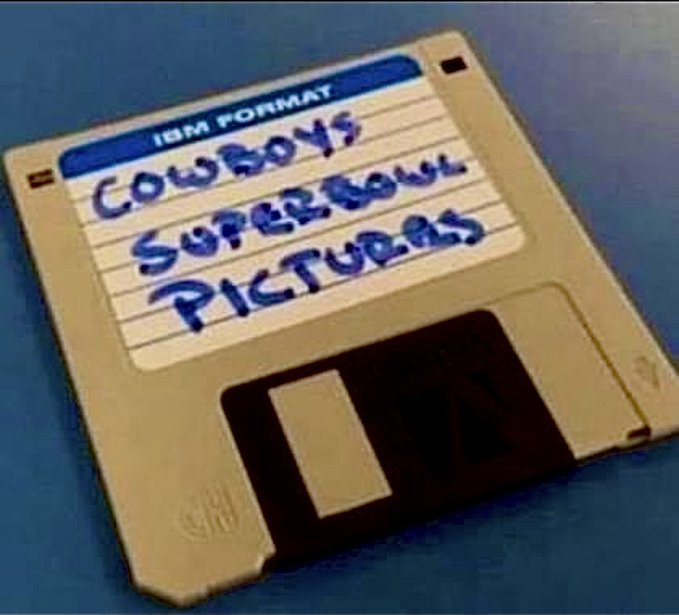 IBM FORMAT
COWBOYS
SUPERBOWL
PICTURES